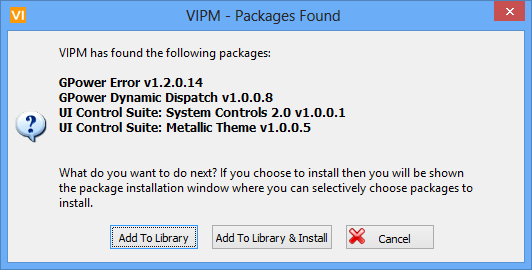 VI
VIPM - Packages Found
VIPM has found the following packages:
GPower Error v1.2.0.14
GPower Dynamic Dispatch v1.0.0.8
UI Control Suite: System Controls 2.0 v1.0.0.1
UI Control Suite: Metallic Theme v1.0.0.5
What do you want to do next? If you choose to install then you will be shown
the package installation window where you can selectively choose packages to
install.
Add To Library
Add To Library & Install
Cancel